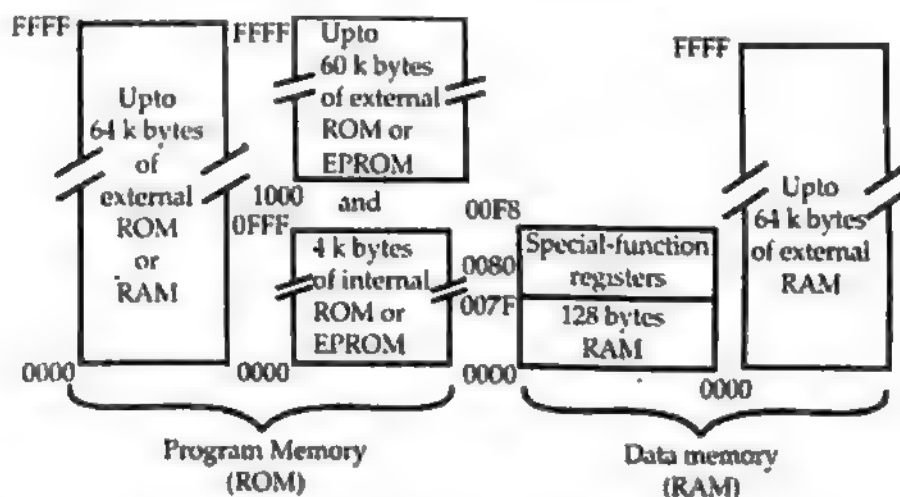 FFFF
Upto
64 k bytes
of
external
ROM
or
RAM
0000
FFFF
Upto
60 k bytes
of external
ROM or
EPROM
1000
and
0FFF
4 k bytes
of internal
ROM or
EPROM
0000
Program Memory
(ROM)
00F8
Special-function
registers
0080
007F
128 bytes
RAM
0000
FFFF
Upto
64 k bytes
of external
RAM
0000
Data memory
(RAM)